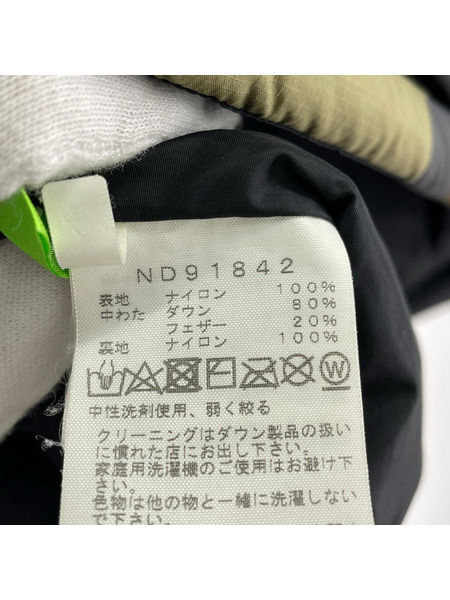 ND91842
表地 ナイロン 100%
中わた ダウン 80%
フェザー 20%
裏地 ナイロン 100%
W
中性洗剤使用、弱く絞る
クリーニングはダウン製品の扱い
に慣れた店にお出し下さい。
家庭用洗濯機のご使用はお避け下
さい。
色物は他の物と一緒に洗濯しない
で下さい。